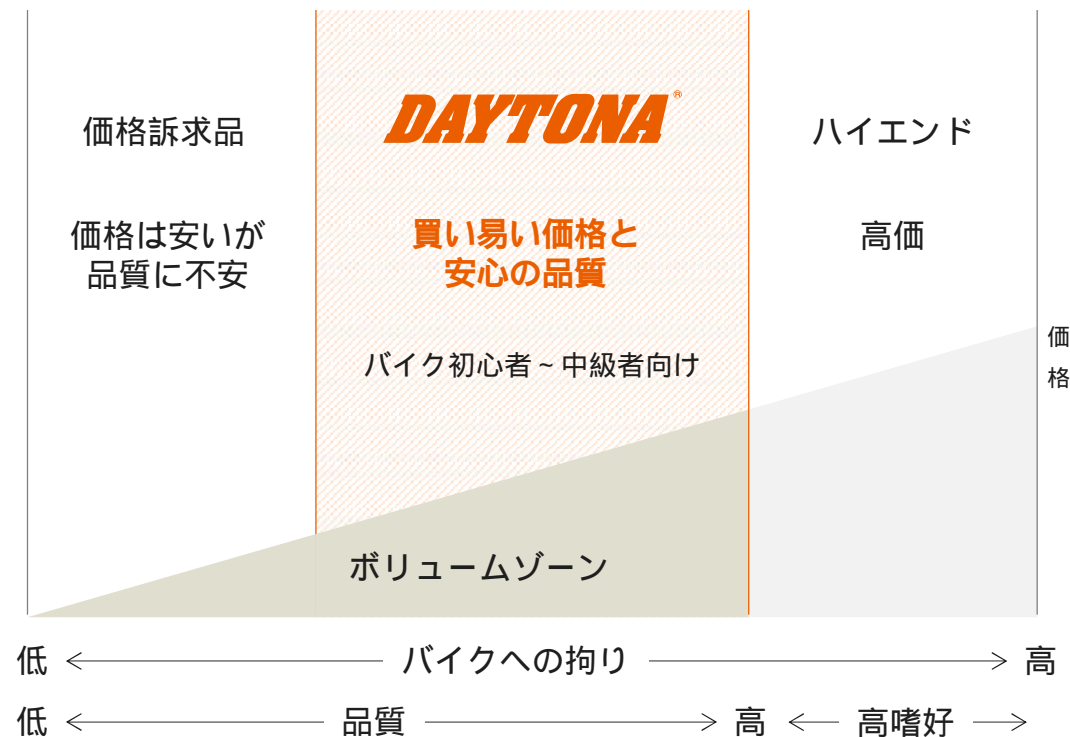 価格訴求品
価格は安いが
品質に不安
DAYTONA®
買い易い価格と
安心の品質
バイク初心者~中級者向け
ハイエンド
高価
価格
ボリュームゾーン
低 バイクへの拘り 高
低 品質 高 高嗜好